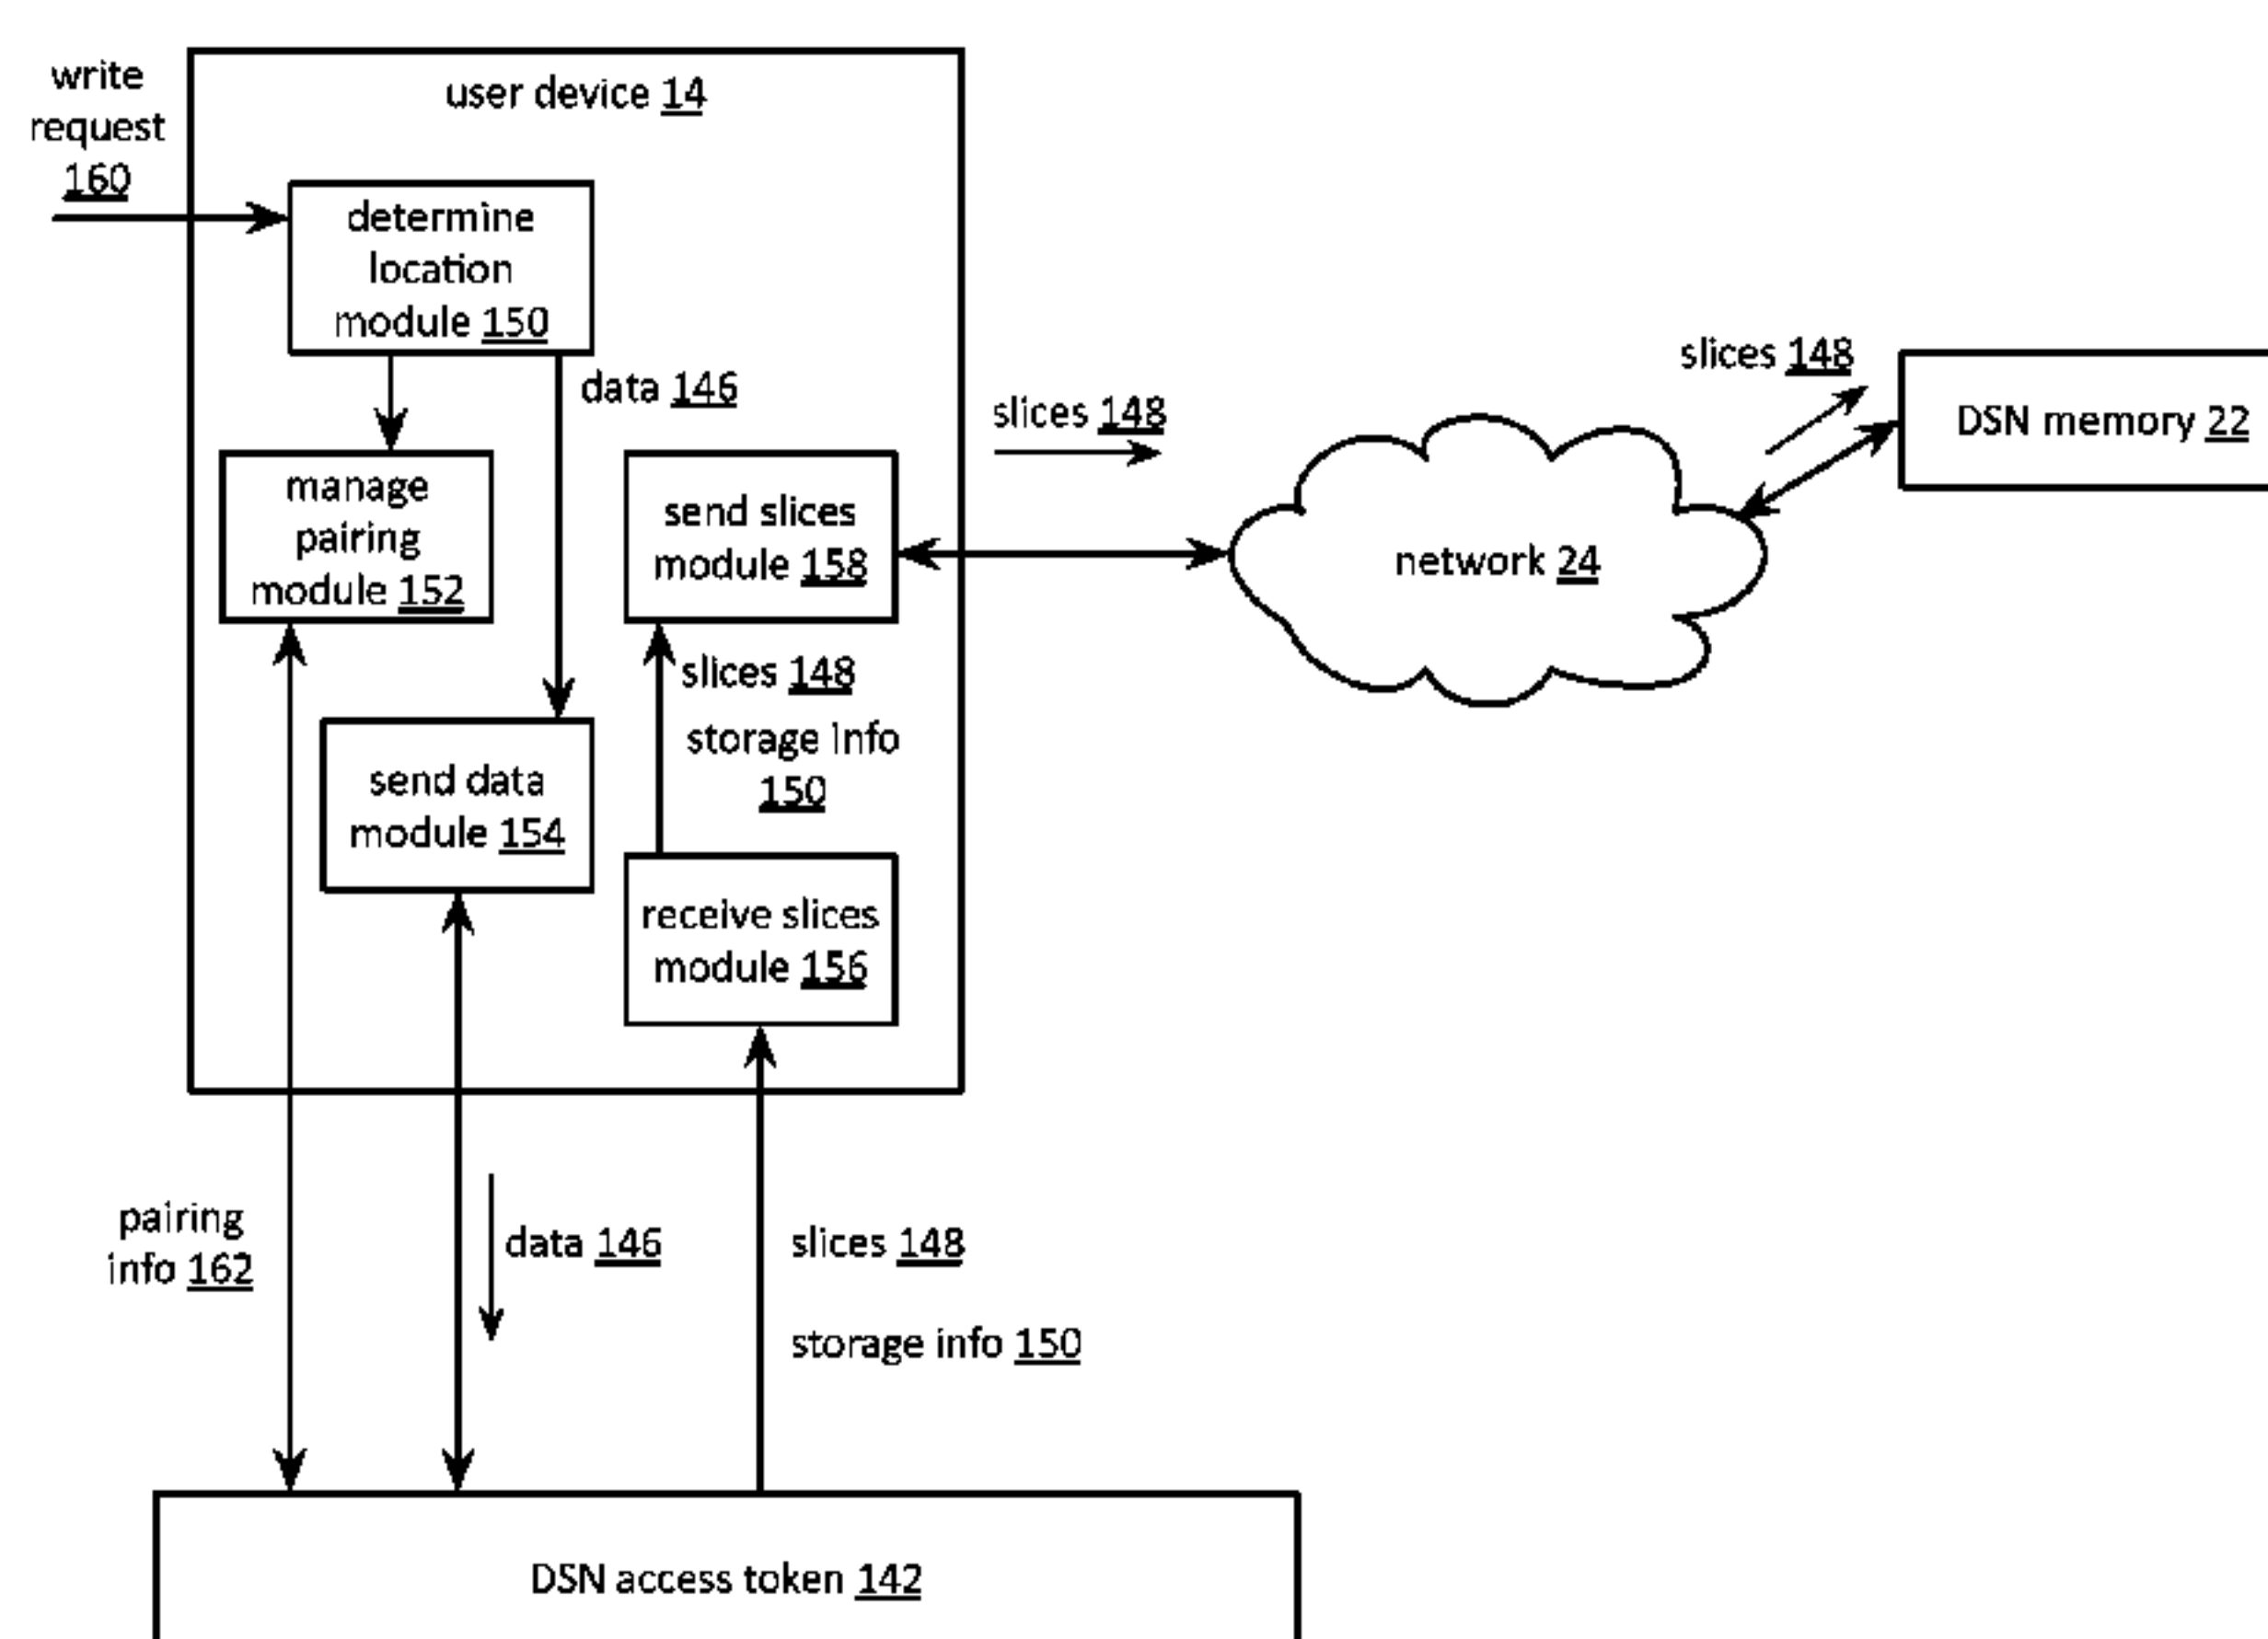 write
request
160
user device 14
determine
location
module 150
data 146
manage
pairing
module 152
send slices
module 158
slices 148
slices 148
DSN memory 22
network 24
slices 148
storage info
150
send data
module 154
receive slices
module 156
pairing
info 162
data 146
slices 148
storage info 150
DSN access token 142